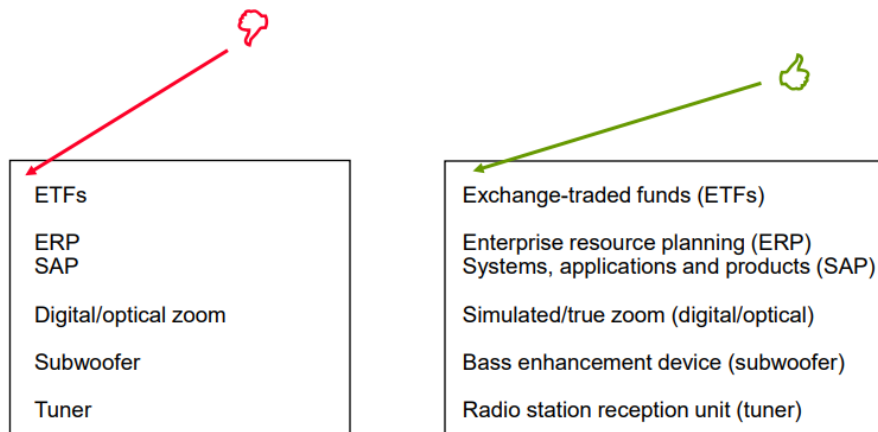 ETFs
ERP
SAP
Digital/optical zoom
Subwoofer
Tuner
Exchange-traded funds (ETFs)
Enterprise resource planning (ERP)
Systems, applications and products (SAP)
Simulated/true zoom (digital/optical)
Bass enhancement device (subwoofer)
Radio station reception unit (tuner)